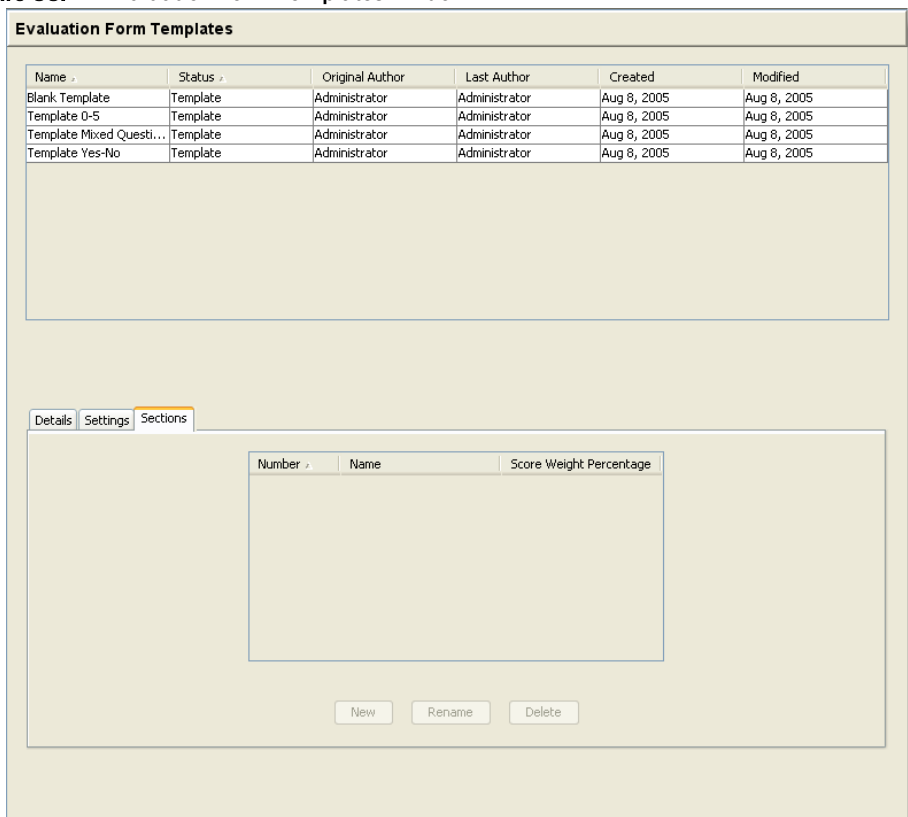 Evaluation Form Templates
Name Status Original Author Last Author Created Modified
Blank Template Template Administrator Administrator Aug 8, 2005 Aug 8, 2005
Template 0-5 Template Administrator Administrator Aug 8, 2005 Aug 8, 2005
Template Mixed Questi... Template Administrator Administrator Aug 8, 2005 Aug 8, 2005
Template Yes-No Template Administrator Administrator Aug 8, 2005 Aug 8, 2005
Details Settings Sections
Number Name Score Weight Percentage
New Rename Delete